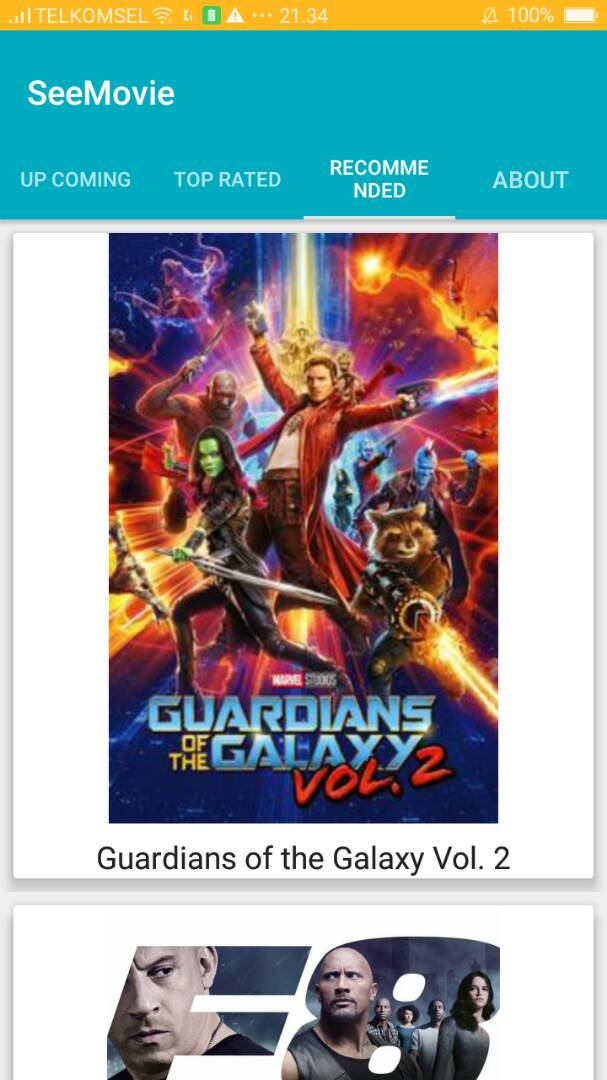 TELKOMSEL 21.34 100%
SeeMovie
UP COMING
TOP RATED
RECOMME
NDED
ABOUT
MARVEL STUDIOS
GUARDIANS
OF
THE
GALAXY
VOL. 2
Guardians of the Galaxy Vol. 2
F8